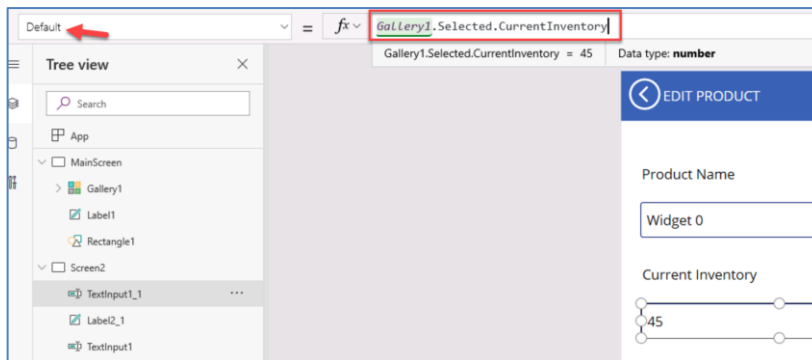 Default = fx Gallery1.Selected.CurrentInventory
Gallery1.Selected.CurrentInventory = 45 Data type: number
Tree view
Search
App
MainScreen
Gallery1
Label1
Rectangle1
Screen2
TextInput1_1 ...
Label2_1
TextInput1
EDIT PRODUCT
Product Name
Widget 0
Current Inventory
45